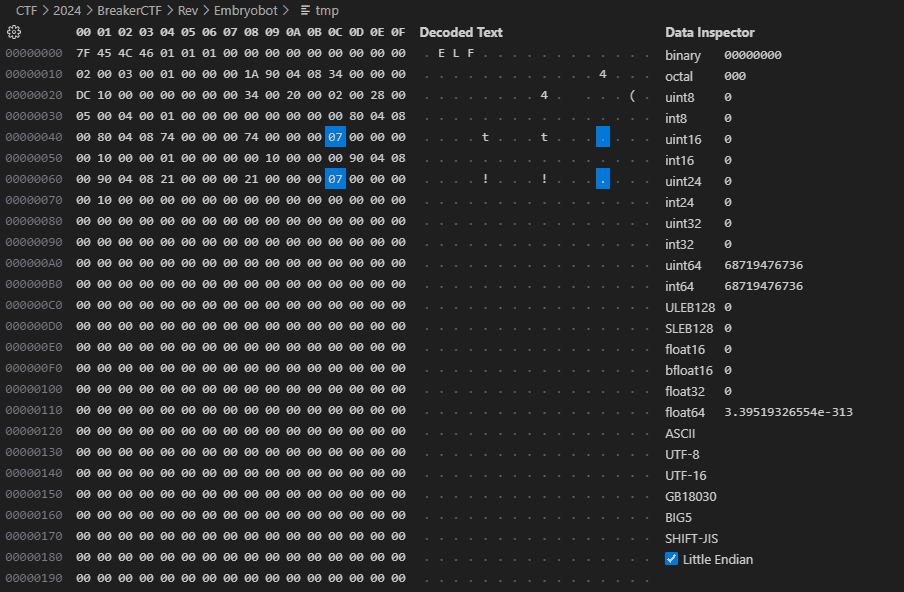 CTF > 2024 > BreakerCTF > Rev > Embryobot > tmp
00 01 02 03 04 05 06 07 08 09 0A 0B 0C 0D 0E 0F Decoded Text Data Inspector
00000000 7F 45 4C 46 01 01 01 00 00 00 00 00 00 00 00 00 . E L F . . . . . . . . . . . . binary 00000000
00000010 02 00 03 00 01 00 00 00 1A 90 04 08 34 00 00 00 . . . . . . . . . . . . 4 . . . octal 000
00000020 DC 10 00 00 00 00 00 00 34 00 20 00 02 00 28 00 . . . . . . . . 4 .   . . . ( . uint8 0
00000030 05 00 04 00 01 00 00 00 00 00 00 00 00 80 04 08 . . . . . . . . . . . . . . . . int8 0
00000040 00 80 04 08 74 00 00 00 74 00 00 00 07 00 00 00 . . . . t . . . t . . . . . . . uint16 0
00000050 00 10 00 00 01 00 00 00 00 10 00 00 00 90 04 08 . . . . . . . . . . . . . . . . int16 0
00000060 00 90 04 08 21 00 00 00 21 00 00 00 07 00 00 00 . . . . ! . . . ! . . . . . . . uint24 0
00000070 00 10 00 00 00 00 00 00 00 00 00 00 00 00 00 00 . . . . . . . . . . . . . . . . int24 0
00000080 00 00 00 00 00 00 00 00 00 00 00 00 00 00 00 00 . . . . . . . . . . . . . . . . uint32 0
00000090 00 00 00 00 00 00 00 00 00 00 00 00 00 00 00 00 . . . . . . . . . . . . . . . . int32 0
000000A0 00 00 00 00 00 00 00 00 00 00 00 00 00 00 00 00 . . . . . . . . . . . . . . . . uint64 68719476736
000000B0 00 00 00 00 00 00 00 00 00 00 00 00 00 00 00 00 . . . . . . . . . . . . . . . . int64 68719476736
000000C0 00 00 00 00 00 00 00 00 00 00 00 00 00 00 00 00 . . . . . . . . . . . . . . . . ULEB128 0
000000D0 00 00 00 00 00 00 00 00 00 00 00 00 00 00 00 00 . . . . . . . . . . . . . . . . SLEB128 0
000000E0 00 00 00 00 00 00 00 00 00 00 00 00 00 00 00 00 . . . . . . . . . . . . . . . . float16 0
000000F0 00 00 00 00 00 00 00 00 00 00 00 00 00 00 00 00 . . . . . . . . . . . . . . . . bfloat16 0
00000100 00 00 00 00 00 00 00 00 00 00 00 00 00 00 00 00 . . . . . . . . . . . . . . . . float32 0
00000110 00 00 00 00 00 00 00 00 00 00 00 00 00 00 00 00 . . . . . . . . . . . . . . . . float64 3.39519326554e-313
00000120 00 00 00 00 00 00 00 00 00 00 00 00 00 00 00 00 . . . . . . . . . . . . . . . . ASCII
00000130 00 00 00 00 00 00 00 00 00 00 00 00 00 00 00 00 . . . . . . . . . . . . . . . . UTF-8
00000140 00 00 00 00 00 00 00 00 00 00 00 00 00 00 00 00 . . . . . . . . . . . . . . . . UTF-16
00000150 00 00 00 00 00 00 00 00 00 00 00 00 00 00 00 00 . . . . . . . . . . . . . . . . GB18030
00000160 00 00 00 00 00 00 00 00 00 00 00 00 00 00 00 00 . . . . . . . . . . . . . . . . BIG5
00000170 00 00 00 00 00 00 00 00 00 00 00 00 00 00 00 00 . . . . . . . . . . . . . . . . SHIFT-JIS
00000180 00 00 00 00 00 00 00 00 00 00 00 00 00 00 00 00 . . . . . . . . . . . . . . . . Little Endian
00000190 00 00 00 00 00 00 00 00 00 00 00 00 00 00 00 00 . . . . . . . . . . . . . . . .